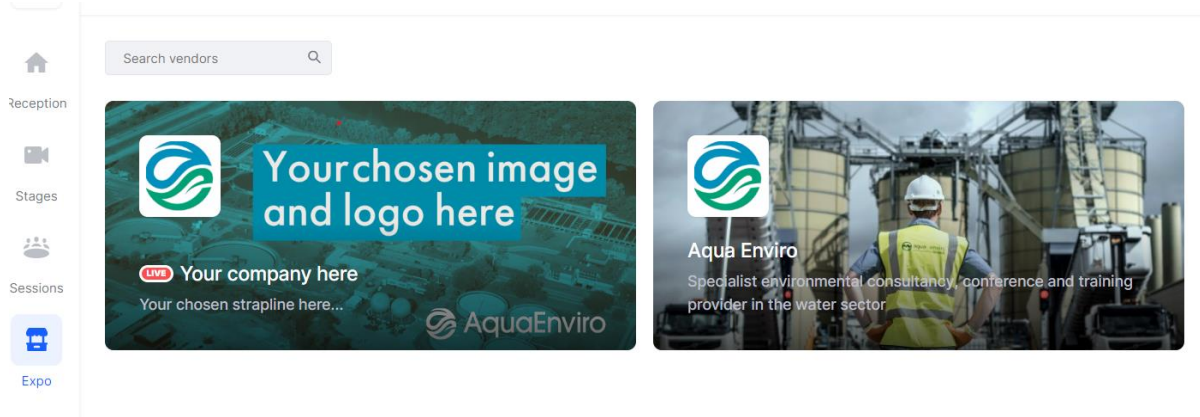 Search vendors
Reception
Stages
Sessions
Expo
Your chosen image
and logo here
LIVE Your company here
Your chosen strapline here...
AquaEnviro
Aqua Enviro
Specialist environmental consultancy, conference and training
provider in the water sector